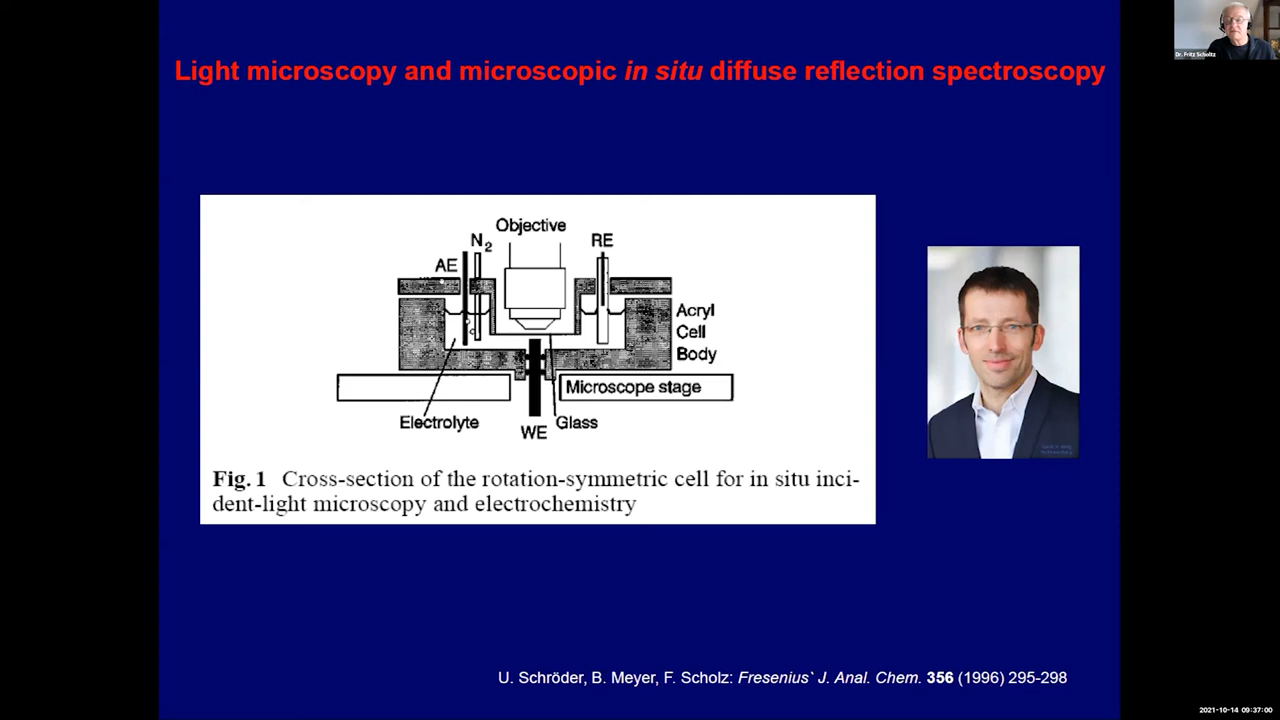 Dr. Fritz Scholtz
Light microscopy and microscopic in situ diffuse reflection spectroscopy
Objective
N2
RE
AE
Acryl
Cell
Body
Microscope stage
Electrolyte
Glass
WE
Fig. 1 Cross-section of the rotation-symmetric cell for in situ inci-
dent-light microscopy and electrochemistry
U. Schröder, B. Meyer, F. Scholz: Fresenius` J. Anal. Chem. 356 (1996) 295-298
2021-10-14 09:37:00